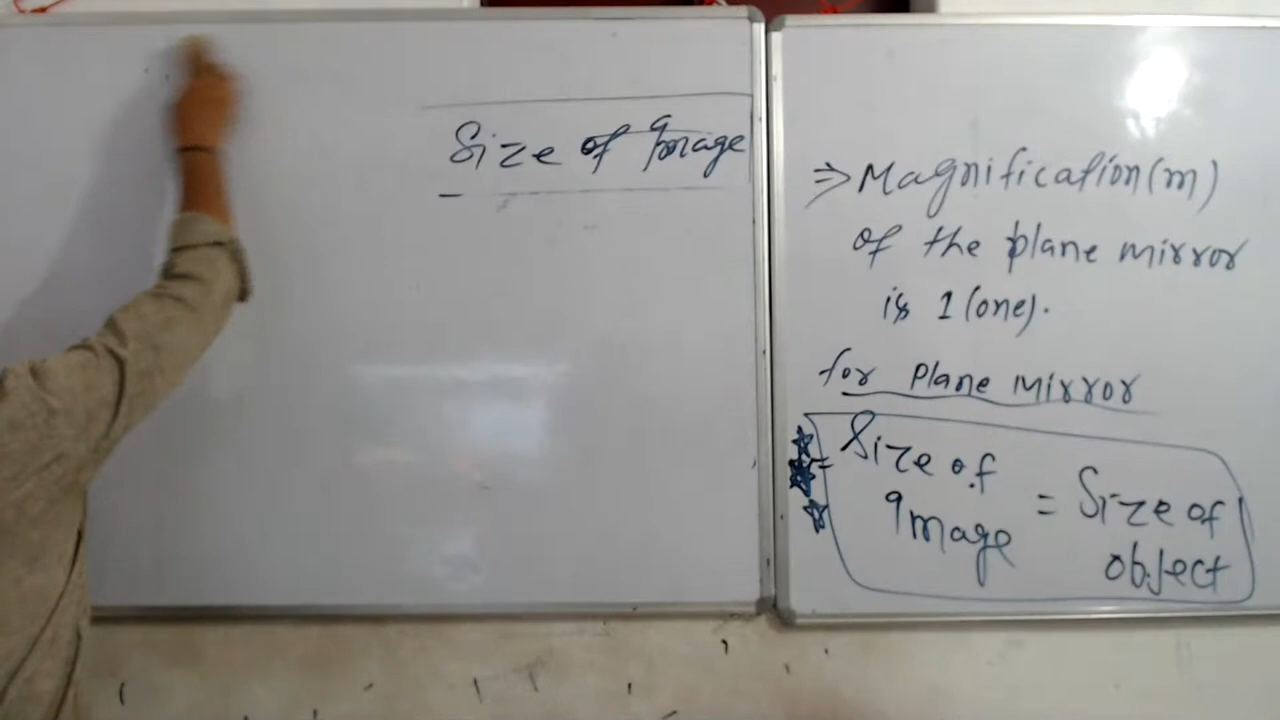 Size of Image
⇒ Magnification(m)
of the plane mirror
is 1 (one).
for Plane Mirror
Size of
Image
= Size of
object